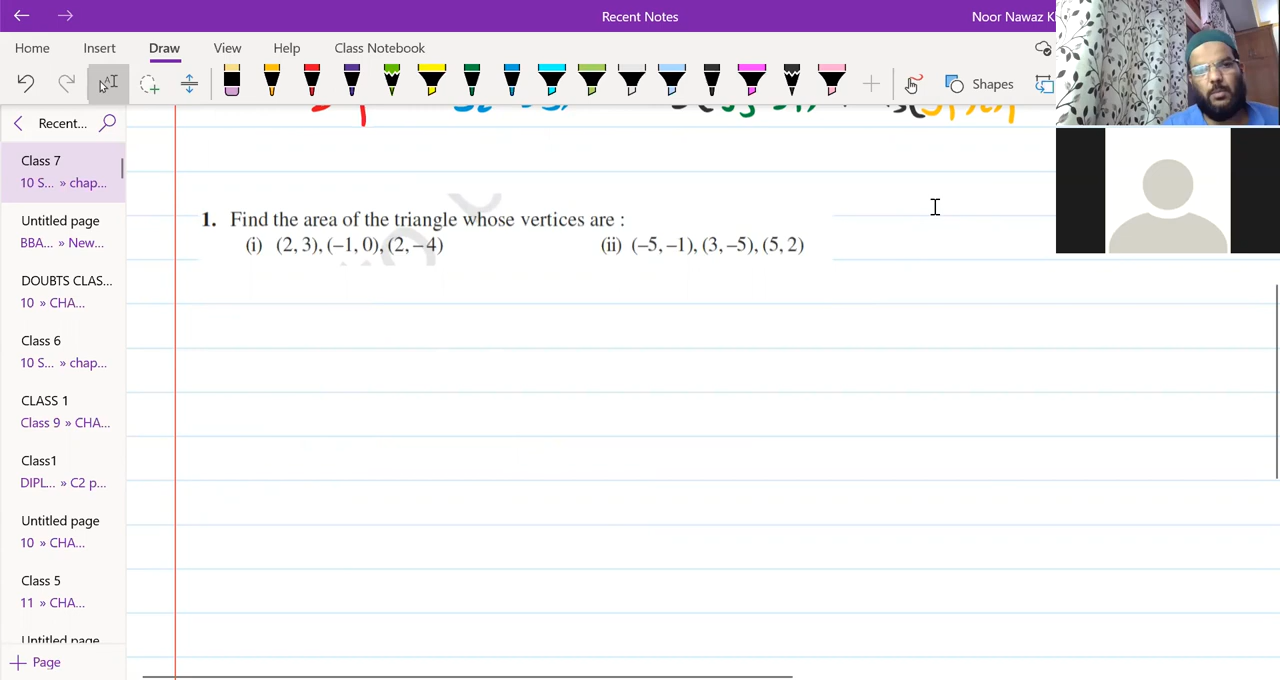 Recent Notes
Noor Nawaz K
Home Insert Draw View Help Class Notebook
Shapes
Recent...
Class 7
10 S... » chap...
Untitled page
BBA... » New...
DOUBTS CLAS...
10 » CHA...
Class 6
10 S... » chap...
CLASS 1
Class 9 » CHA...
Class1
DIPL... » C2 p...
Untitled page
10 » CHA...
Class 5
11 » CHA...
Untitled page
Page
1. Find the area of the triangle whose vertices are :
(i) (2, 3), (–1, 0), (2, – 4) (ii) (–5, –1), (3, –5), (5, 2)